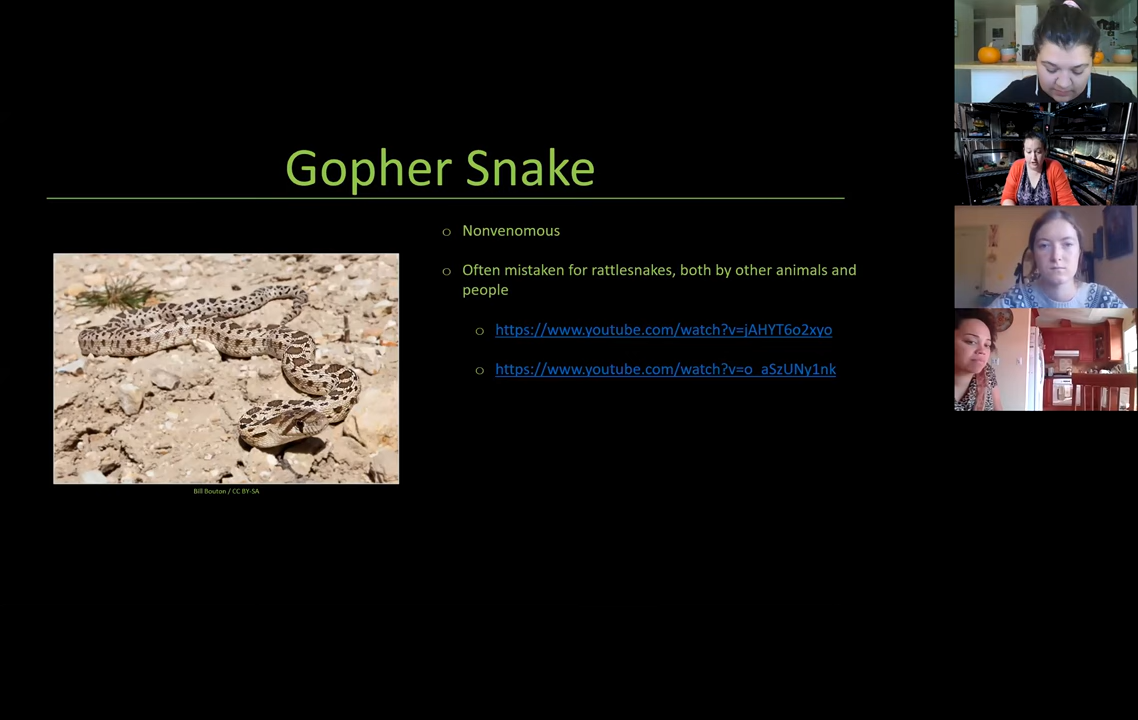 Gopher Snake
Nonvenomous
Often mistaken for rattlesnakes, both by other animals and
people
https://www.youtube.com/watch?v=jAHYT6o2xyo
https://www.youtube.com/watch?v=o_aSzUNy1nk
Bill Bouton / CC BY-SA